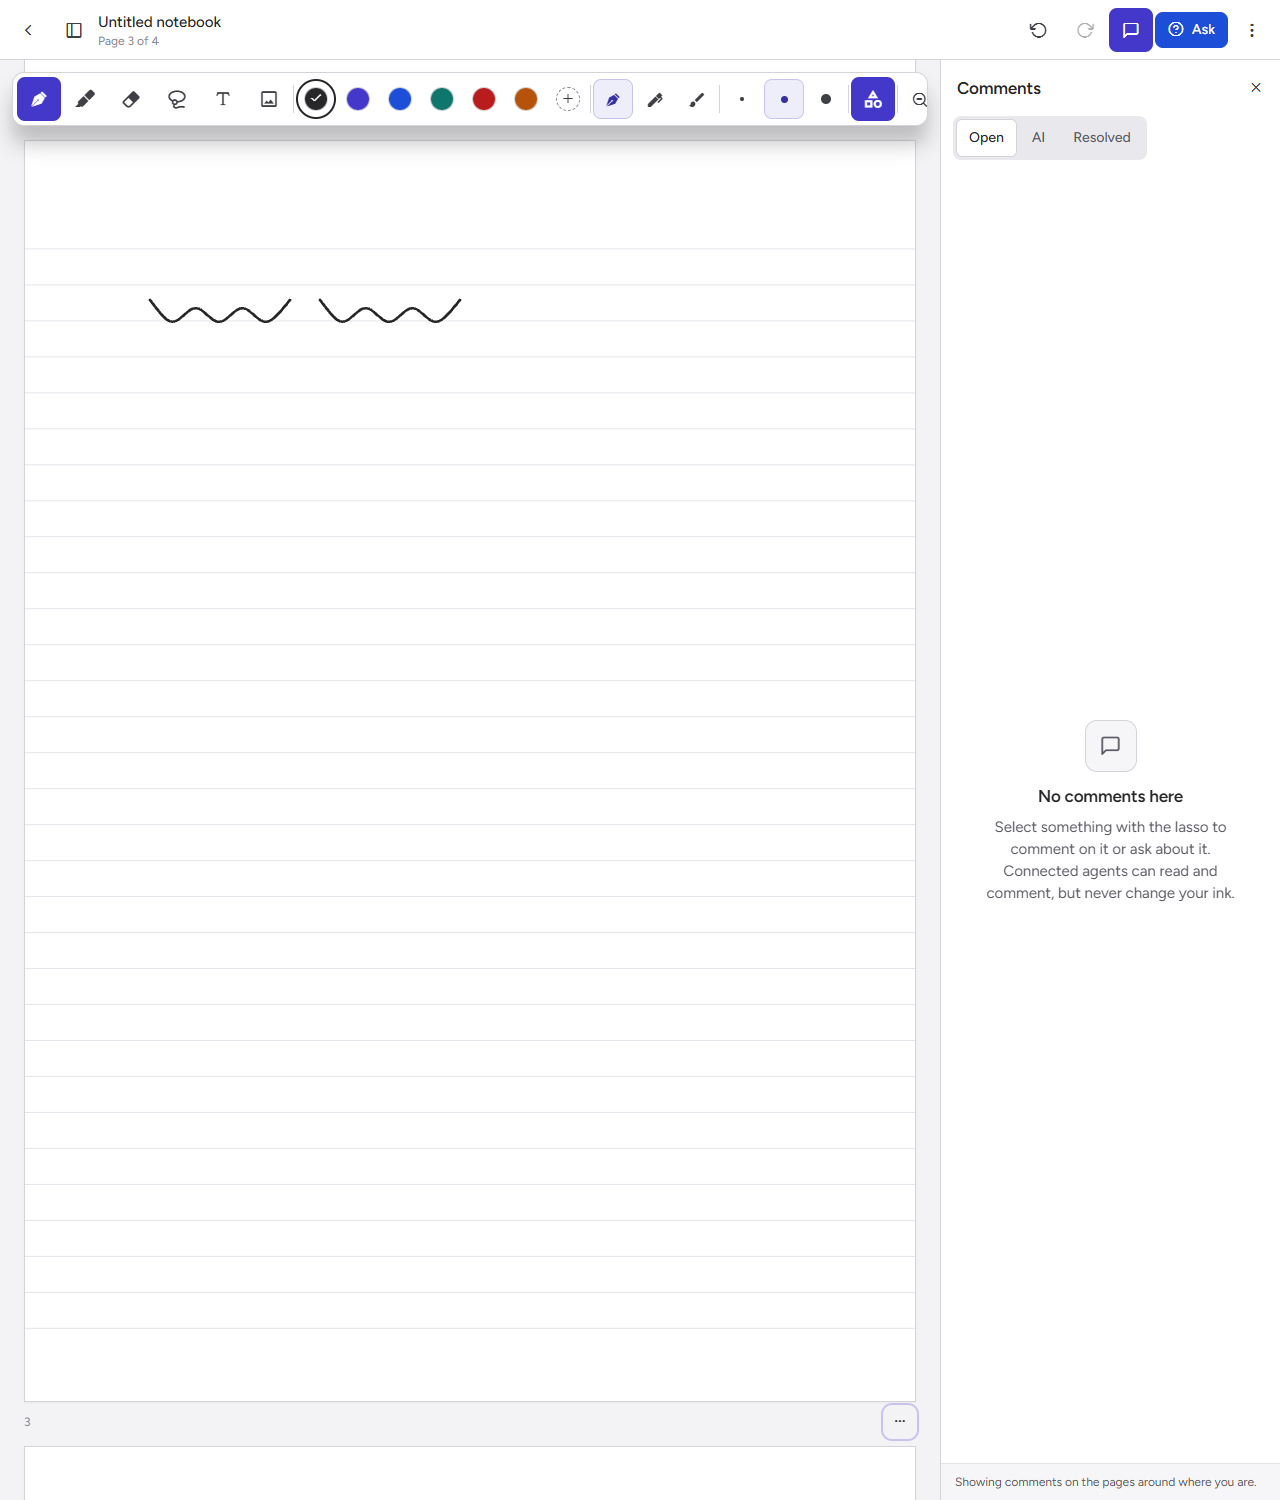 Untitled notebook
Page 3 of 4
Ask
Comments
Open AI Resolved
No comments here
Select something with the lasso to
comment on it or ask about it.
Connected agents can read and
comment, but never change your ink.
3
Showing comments on the pages around where you are.